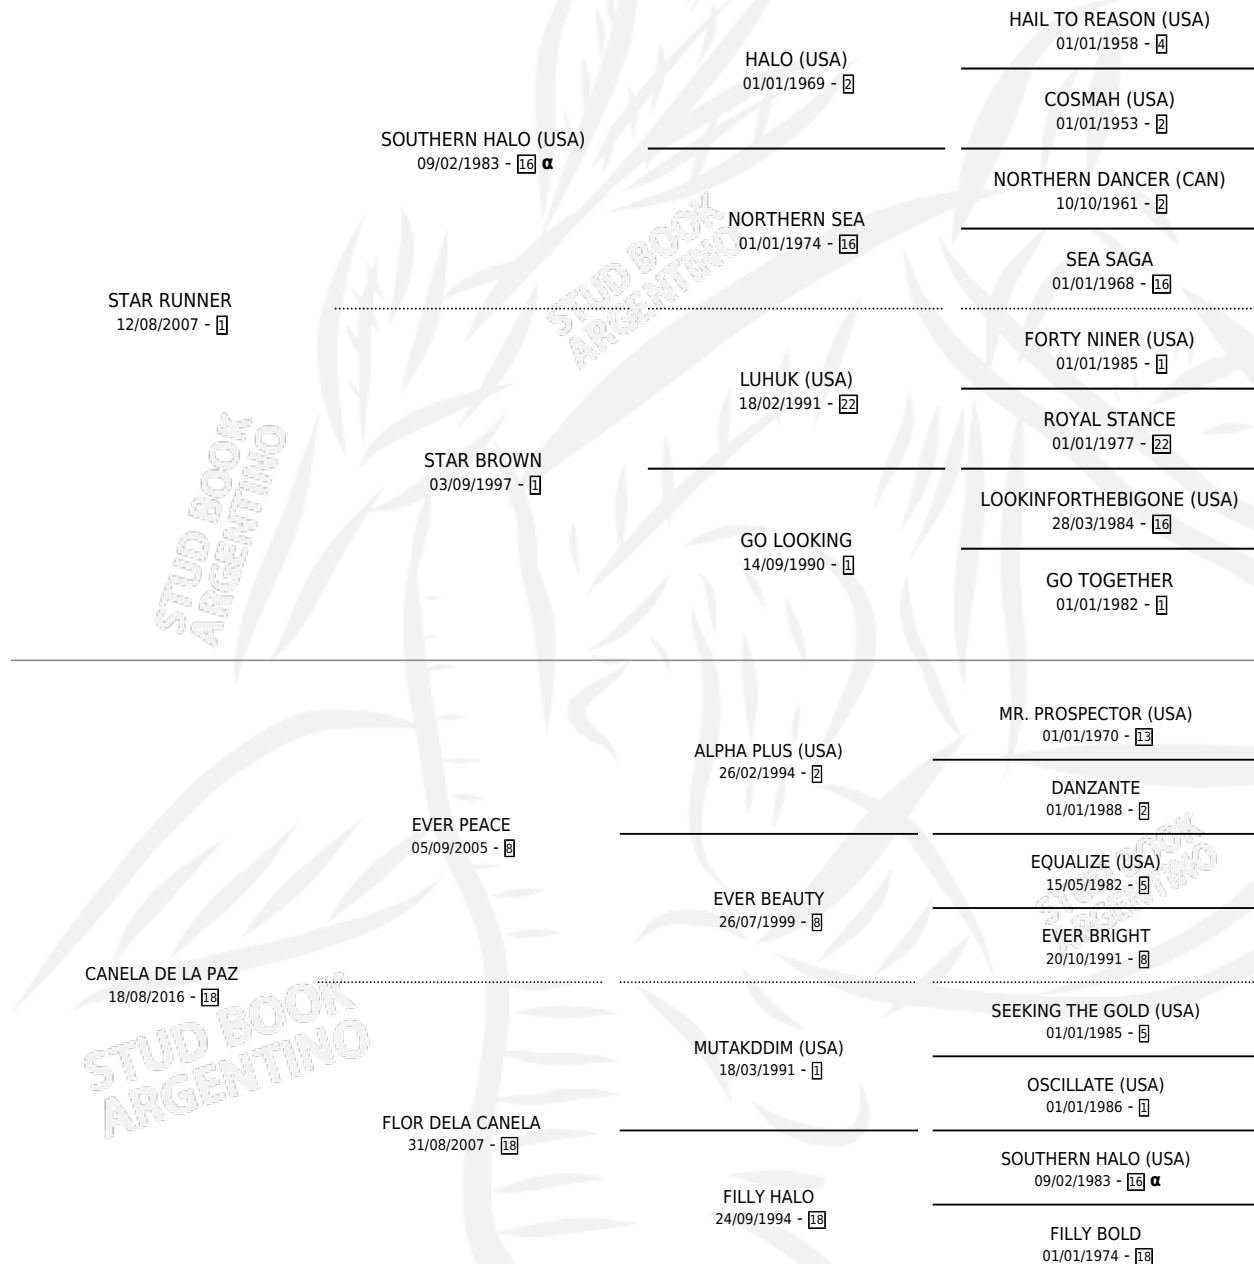 HAIL TO REASON (USA)
01/01/1958 - 4
HALO (USA)
01/01/1969 - 2
COSMAH (USA)
01/01/1953 - 2
SOUTHERN HALO (USA)
09/02/1983 - 16 α
NORTHERN DANCER (CAN)
10/10/1961 - 2
NORTHERN SEA
01/01/1974 - 16
SEA SAGA
01/01/1968 - 16
STAR RUNNER
12/08/2007 - 1
FORTY NINER (USA)
01/01/1985 - 1
LUHUK (USA)
18/02/1991 - 22
ROYAL STANCE
01/01/1977 - 22
STAR BROWN
03/09/1997 - 1
LOOKINFORTHEBIGONE (USA)
28/03/1984 - 16
GO LOOKING
14/09/1990 - 1
GO TOGETHER
01/01/1982 - 1
MR. PROSPECTOR (USA)
01/01/1970 - 13
ALPHA PLUS (USA)
26/02/1994 - 2
DANZANTE
01/01/1988 - 2
EVER PEACE
05/09/2005 - 8
EQUALIZE (USA)
15/05/1982 - 5
EVER BEAUTY
26/07/1999 - 8
EVER BRIGHT
20/10/1991 - 8
CANELA DE LA PAZ
18/08/2016 - 18
SEEKING THE GOLD (USA)
01/01/1985 - 5
MUTAKDDIM (USA)
18/03/1991 - 1
OSCILLATE (USA)
01/01/1986 - 1
FLOR DELA CANELA
31/08/2007 - 18
SOUTHERN HALO (USA)
09/02/1983 - 16 α
FILLY HALO
24/09/1994 - 18
FILLY BOLD
01/01/1974 - 18
STUD BOOK
ARGENTINO
STUD BOOK
ARGENTINO
STUD BOOK
ARGENTINO
STUD BOOK
ARGENTINO